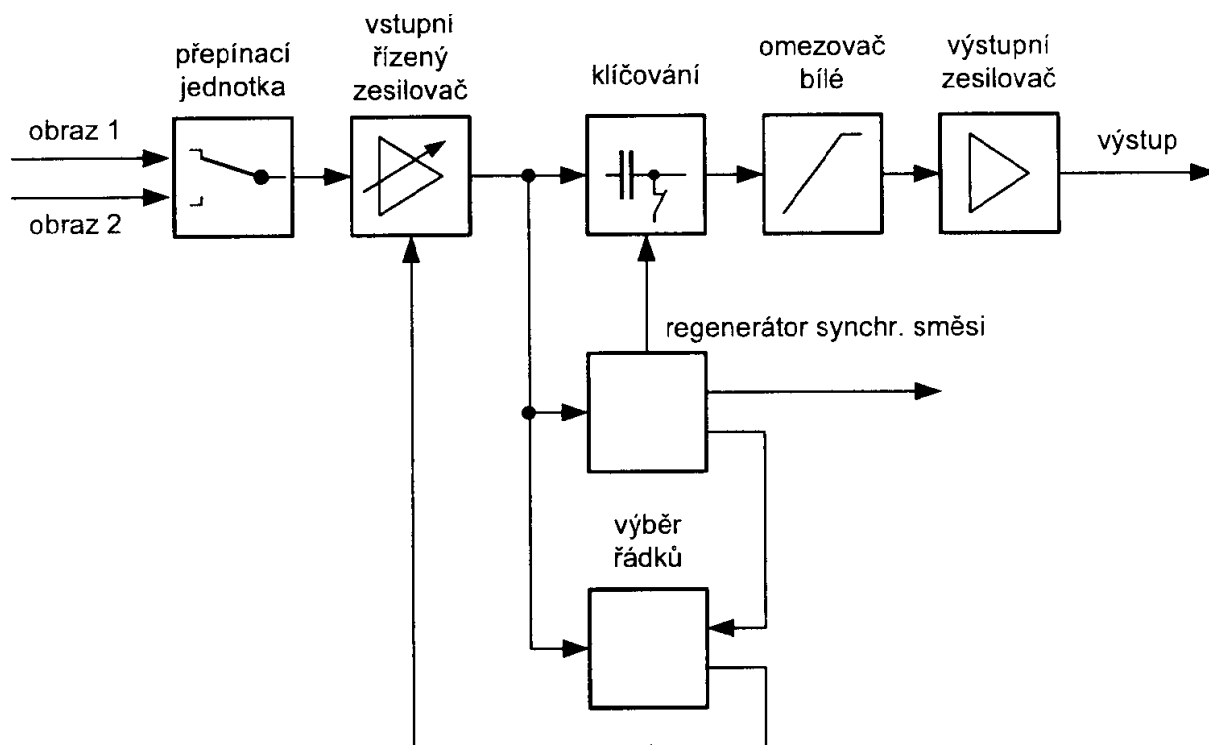 přepínací
jednotka
vstupní
řízený
zesilovač
klíčování
omezovač
bílé
výstupní
zesilovač
obraz 1
obraz 2
výstup
regenerátor synchr. směsi
výběr
řádků